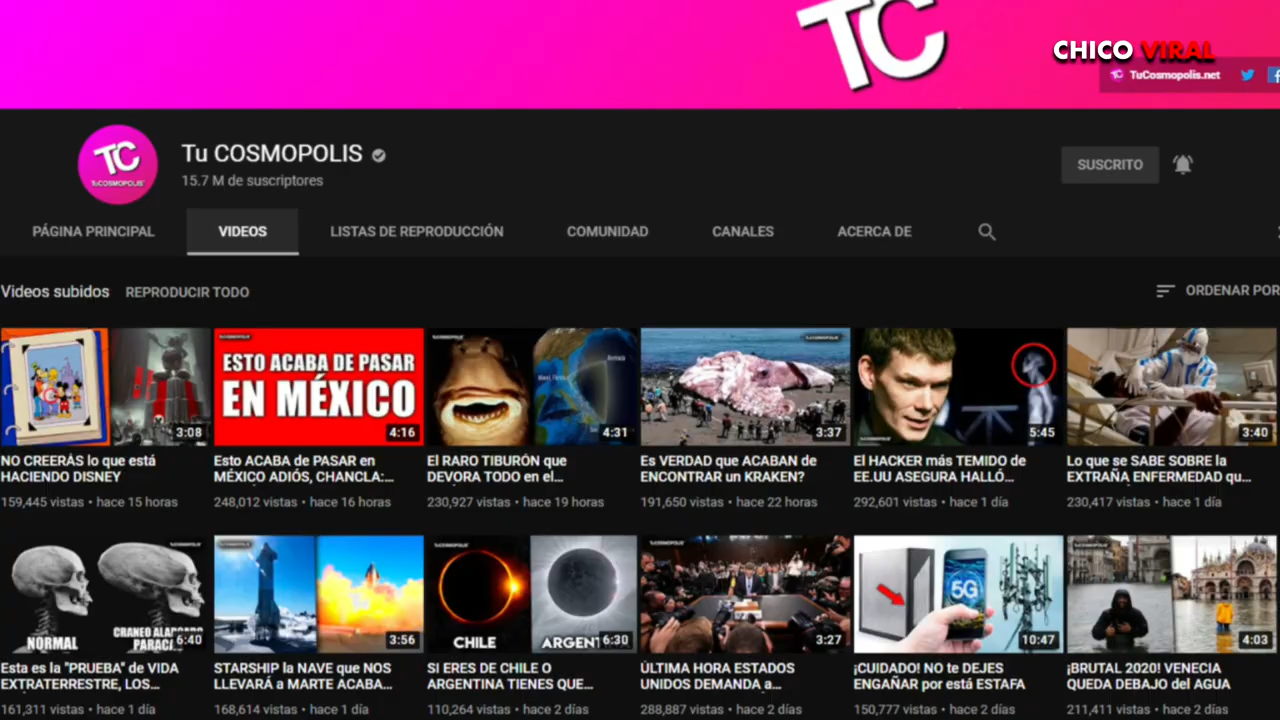 TC
CHICO VIRAL
TC TuCosmopolis.net
TC
TUCOSMOPOLIS
Tu COSMOPOLIS
15.7 M de suscriptores
SUSCRITO
PÁGINA PRINCIPAL
VIDEOS
LISTAS DE REPRODUCCIÓN
COMUNIDAD
CANALES
ACERCA DE
Videos subidos
REPRODUCIR TODO
ORDENAR POR
3:08
ESTO ACABA DE PASAR
EN MÉXICO
4:16
4:31
3:37
5:45
3:40
NO CREERÁS lo que está
HACIENDO DISNEY
159,445 vistas • hace 15 horas
Esto ACABA de PASAR en
MÉXICO ADIÓS, CHANCLA:...
248,012 vistas • hace 16 horas
El RARO TIBURÓN que
DEVORA TODO en el...
230,927 vistas • hace 19 horas
Es VERDAD que ACABAN de
ENCONTRAR un KRAKEN?
191,650 vistas • hace 22 horas
El HACKER más TEMIDO de
EE.UU ASEGURA HALLÓ...
292,601 vistas • hace 1 día
Lo que se SABE SOBRE la
EXTRAÑA ENFERMEDAD qu...
230,417 vistas • hace 1 día
NORMAL
CRANEO
6:40
3:56
CHILE
ARGENT
6:30
3:27
5G
10:47
4:03
Esta es la "PRUEBA" de VIDA
EXTRATERRESTRE, LOS...
161,311 vistas • hace 1 día
STARSHIP la NAVE que NOS
LLEVARÁ a MARTE ACABA...
168,614 vistas • hace 1 día
SI ERES DE CHILE O
ARGENTINA TIENES QUE...
110,264 vistas • hace 2 días
ÚLTIMA HORA ESTADOS
UNIDOS DEMANDA a...
288,887 vistas • hace 2 días
¡CUIDADO! NO te DEJES
ENGAÑAR por está ESTAFA
150,777 vistas • hace 2 días
¡BRUTAL 2020! VENECIA
QUEDA DEBAJO del AGUA
211,411 vistas • hace 2 días